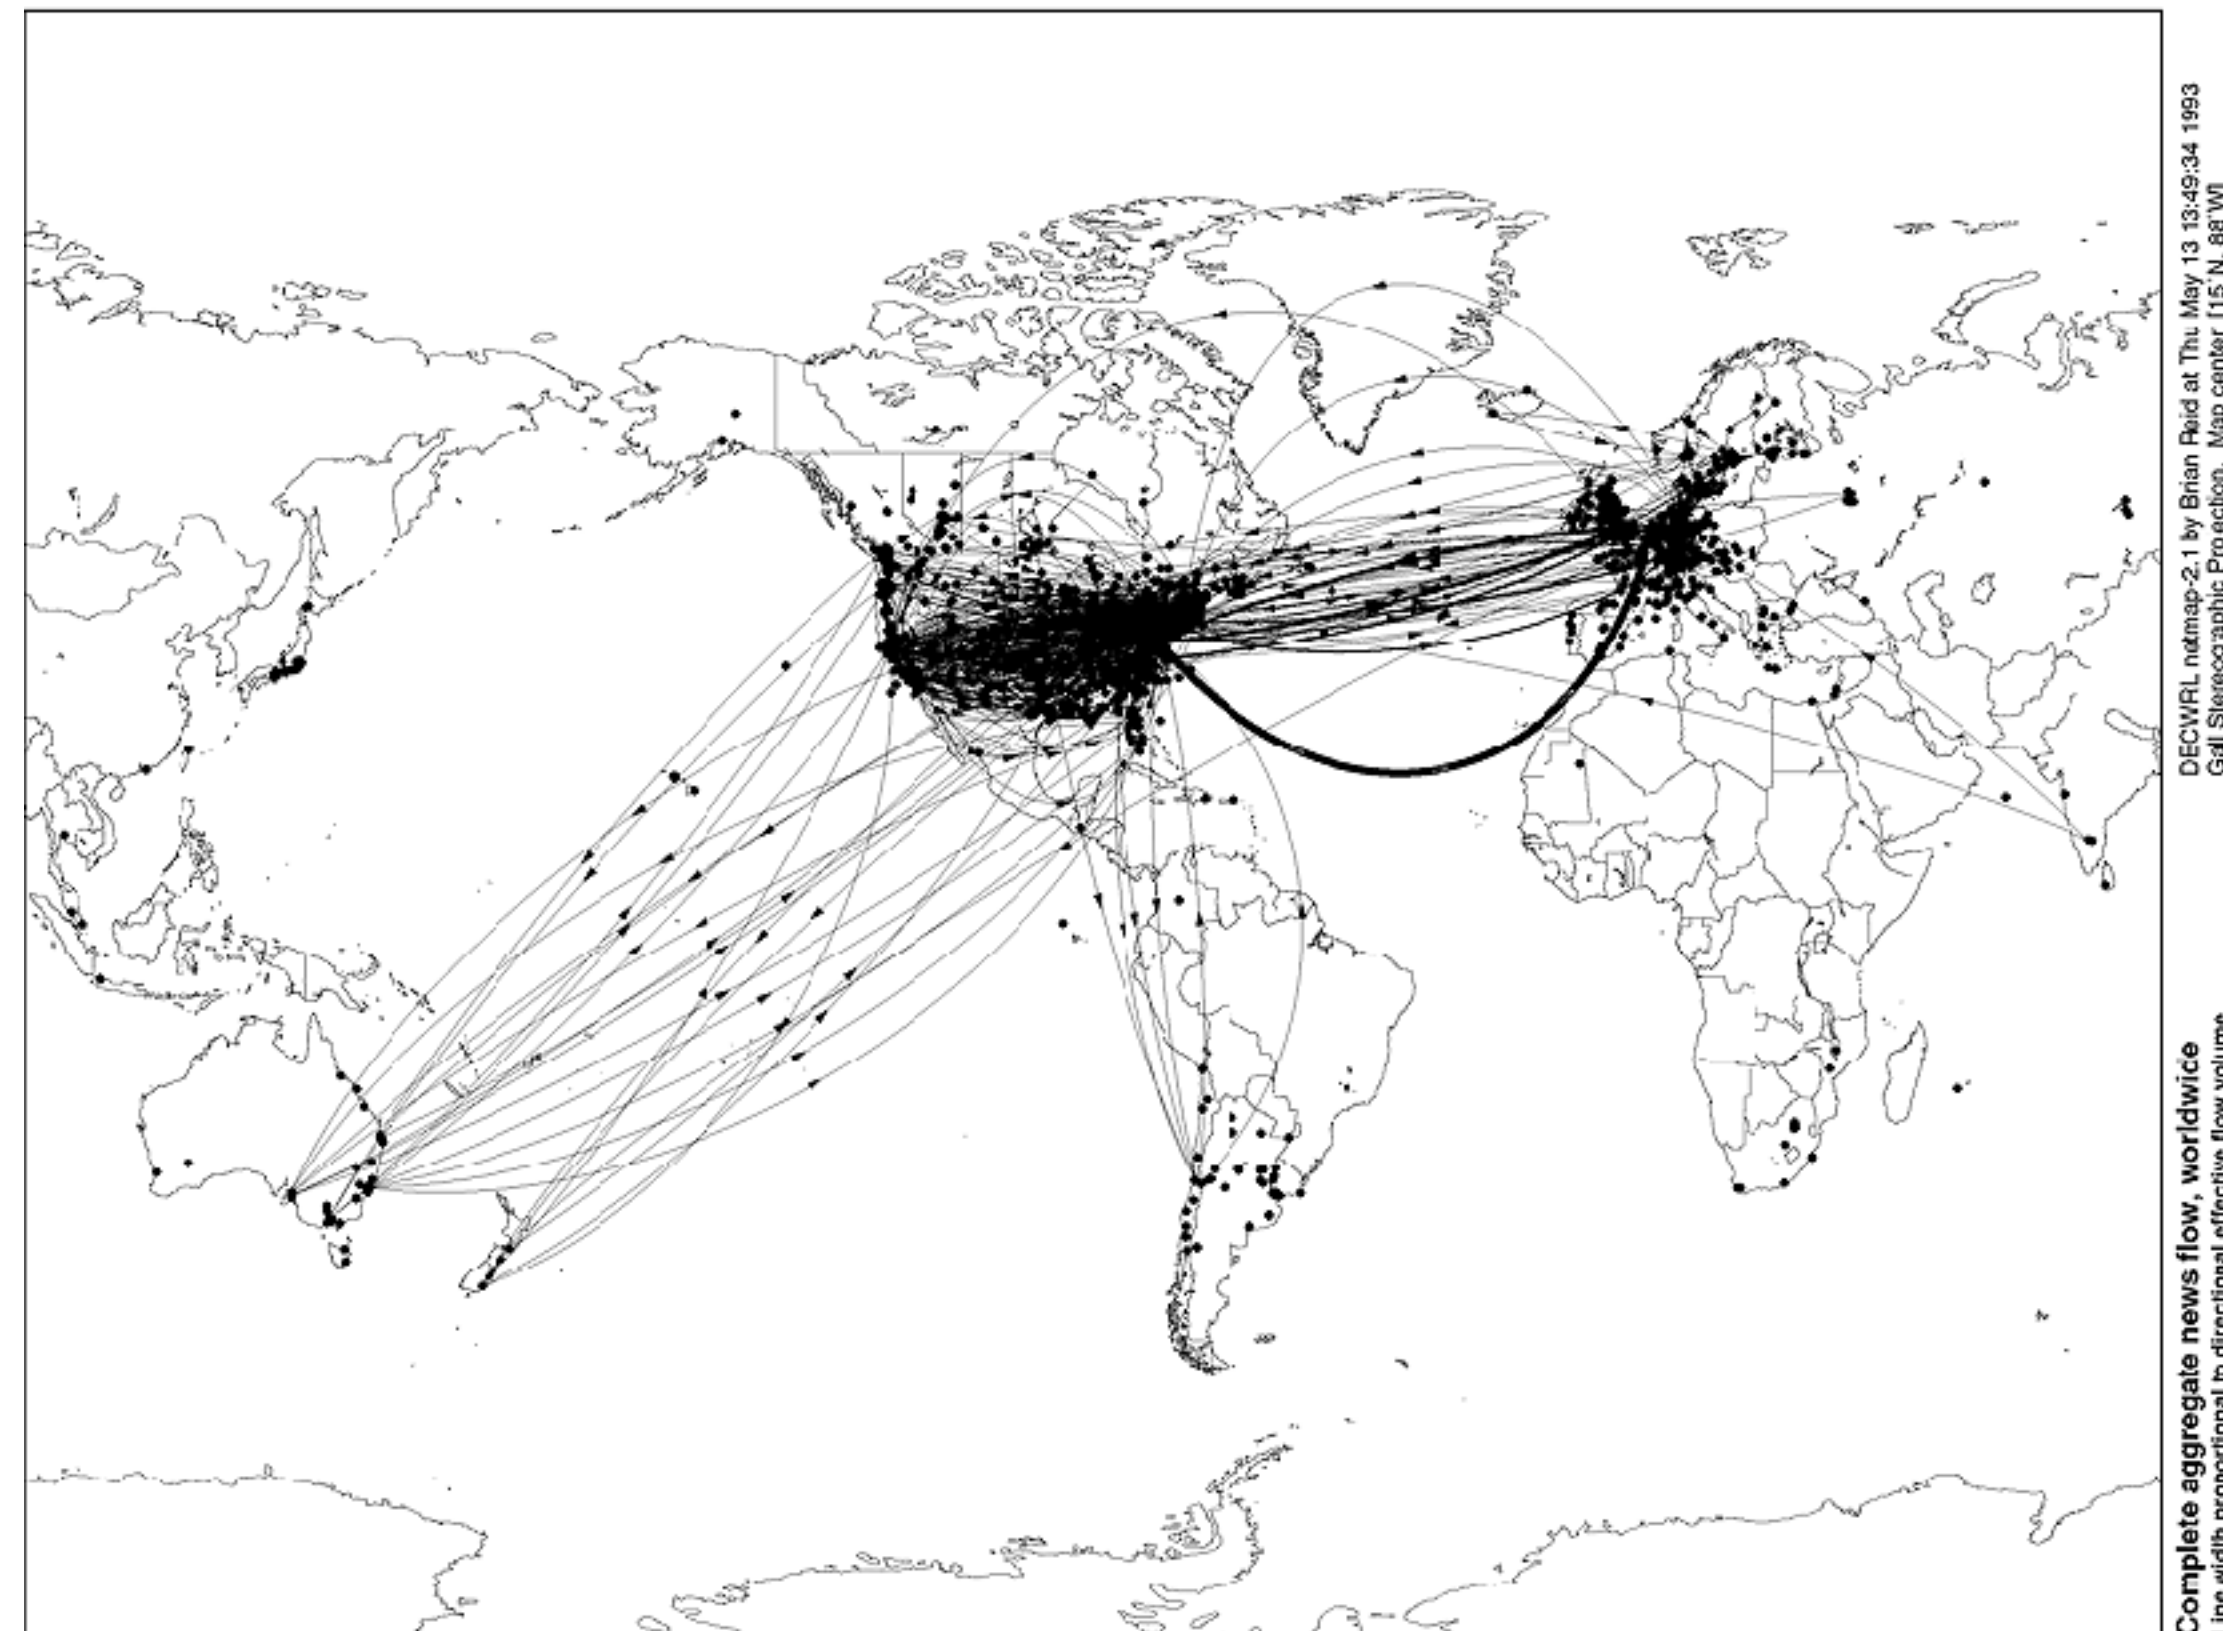 Complete aggregate news flow, worldwice
Line width proportional to directional effective flow volume
DECWRL netmap-2.1 by Brian Reid at Thu May 13 13:49:34 1993
Gall Stereographic Projection. Map center [15°N, 88°W]